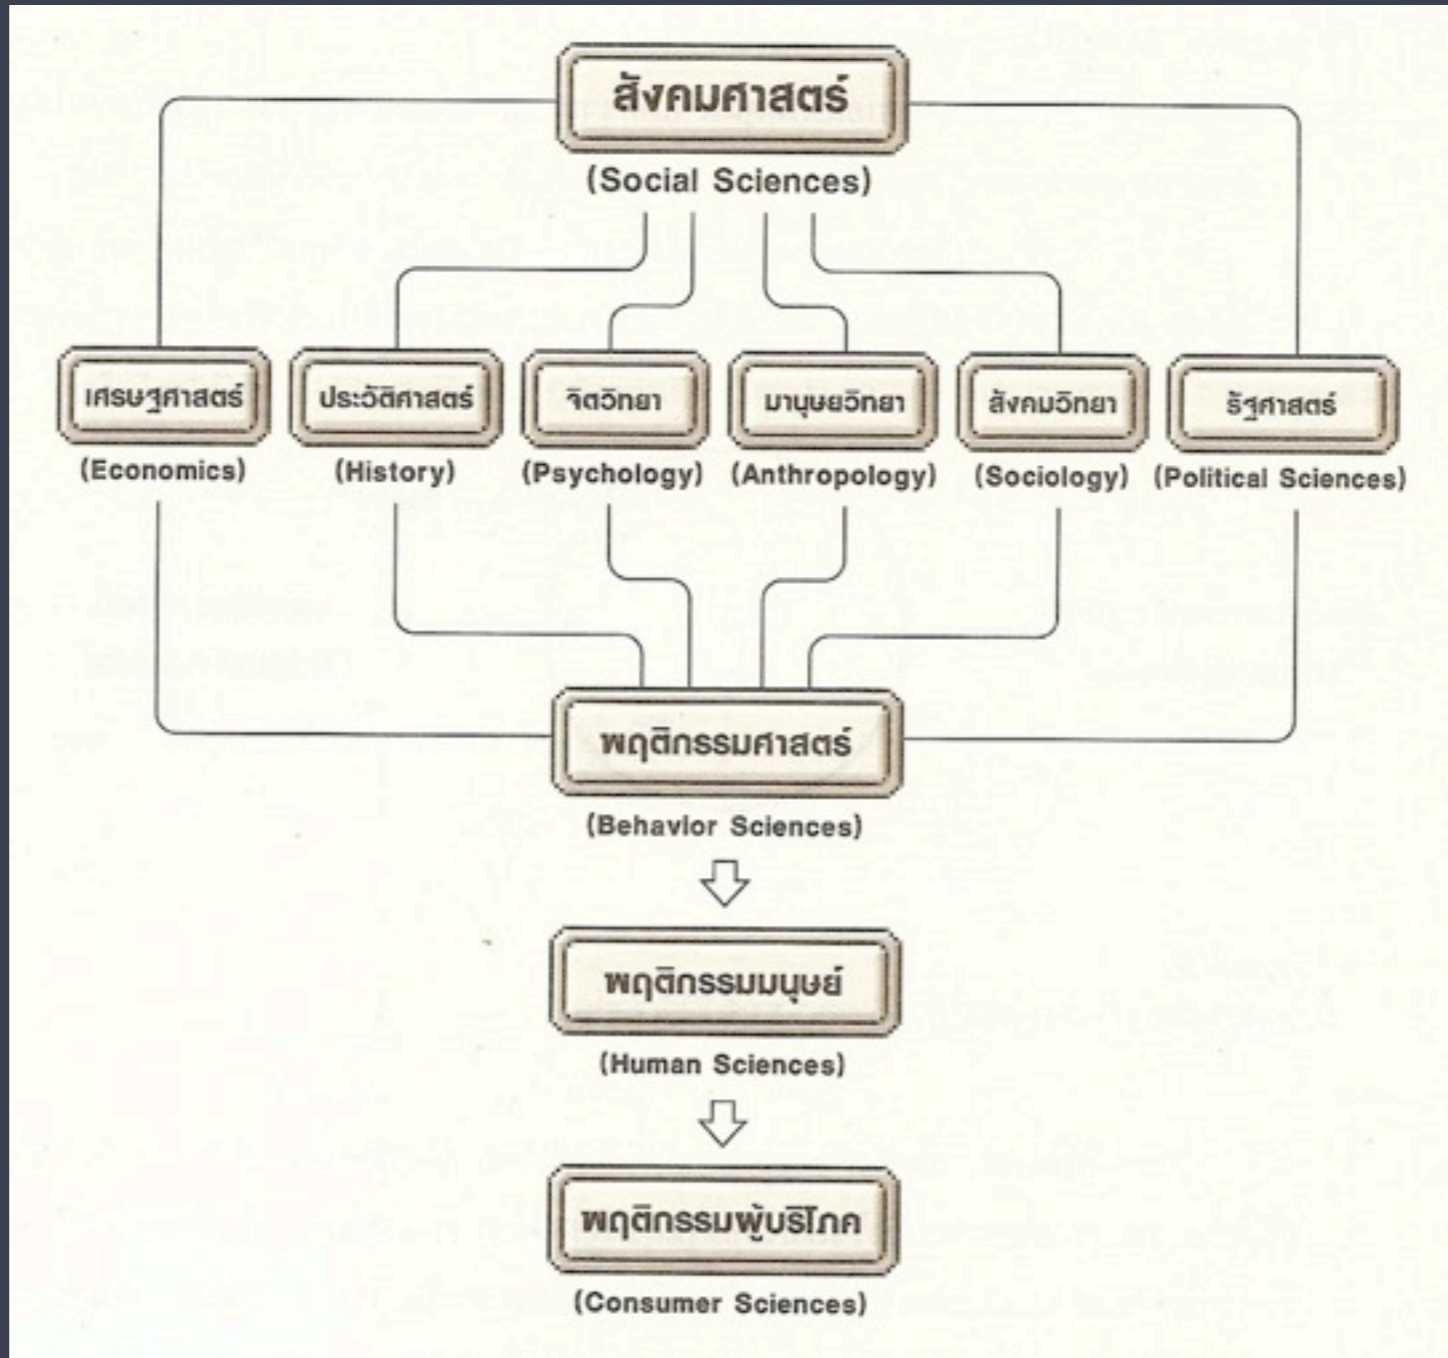 สังคมศาสตร์
(Social Sciences)
เศรษฐศาสตร์
ประวัติศาสตร์
จิตวิทยา
มานุษยวิทยา
สังคมวิทยา
รัฐศาสตร์
(Economics)
(History)
(Psychology)
(Anthropology)
(Sociology)
(Political Sciences)
พฤติกรรมศาสตร์
(Behavior Sciences)
พฤติกรรมมนุษย์
(Human Sciences)
พฤติกรรมผู้บริโภค
(Consumer Sciences)